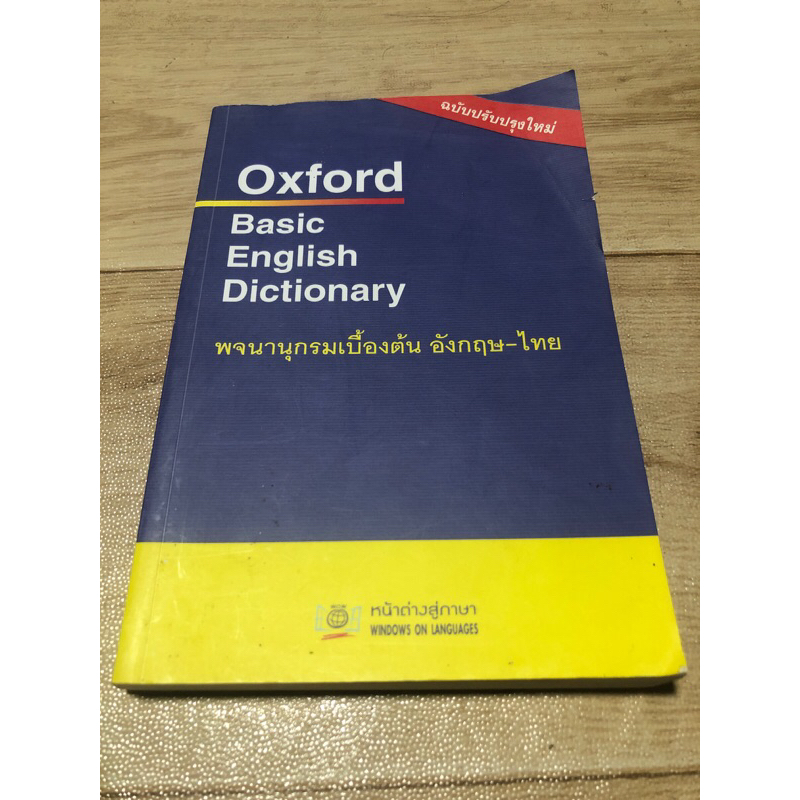 ฉบับปรับปรุงใหม่
Oxford
Basic
English
Dictionary
พจนานุกรมเบื้องต้น อังกฤษ-ไทย
หน้าต่างสู่ภาษา
WINDOWS ON LANGUAGES